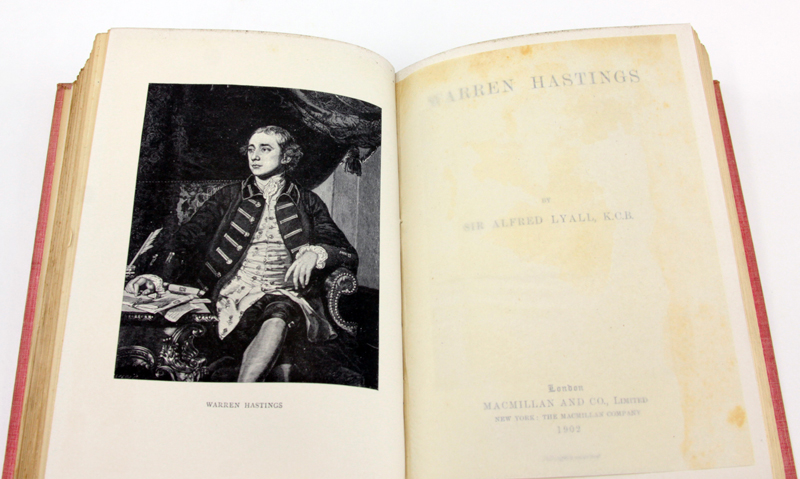 WARREN HASTINGS
WARREN HASTINGS
BY
SIR ALFRED LYALL, K.C.B.
London
MACMILLAN AND CO., LIMITED
NEW YORK: THE MACMILLAN COMPANY
1902